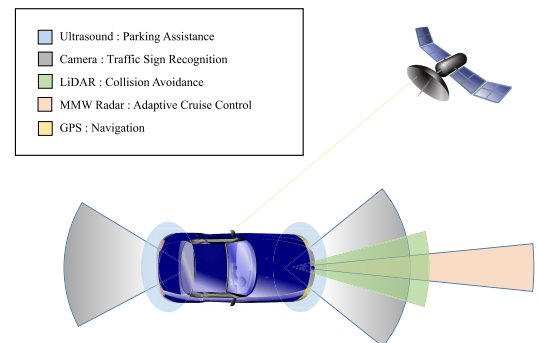 Ultrasound : Parking Assistance
Camera : Traffic Sign Recognition
LiDAR : Collision Avoidance
MMW Radar : Adaptive Cruise Control
GPS : Navigation